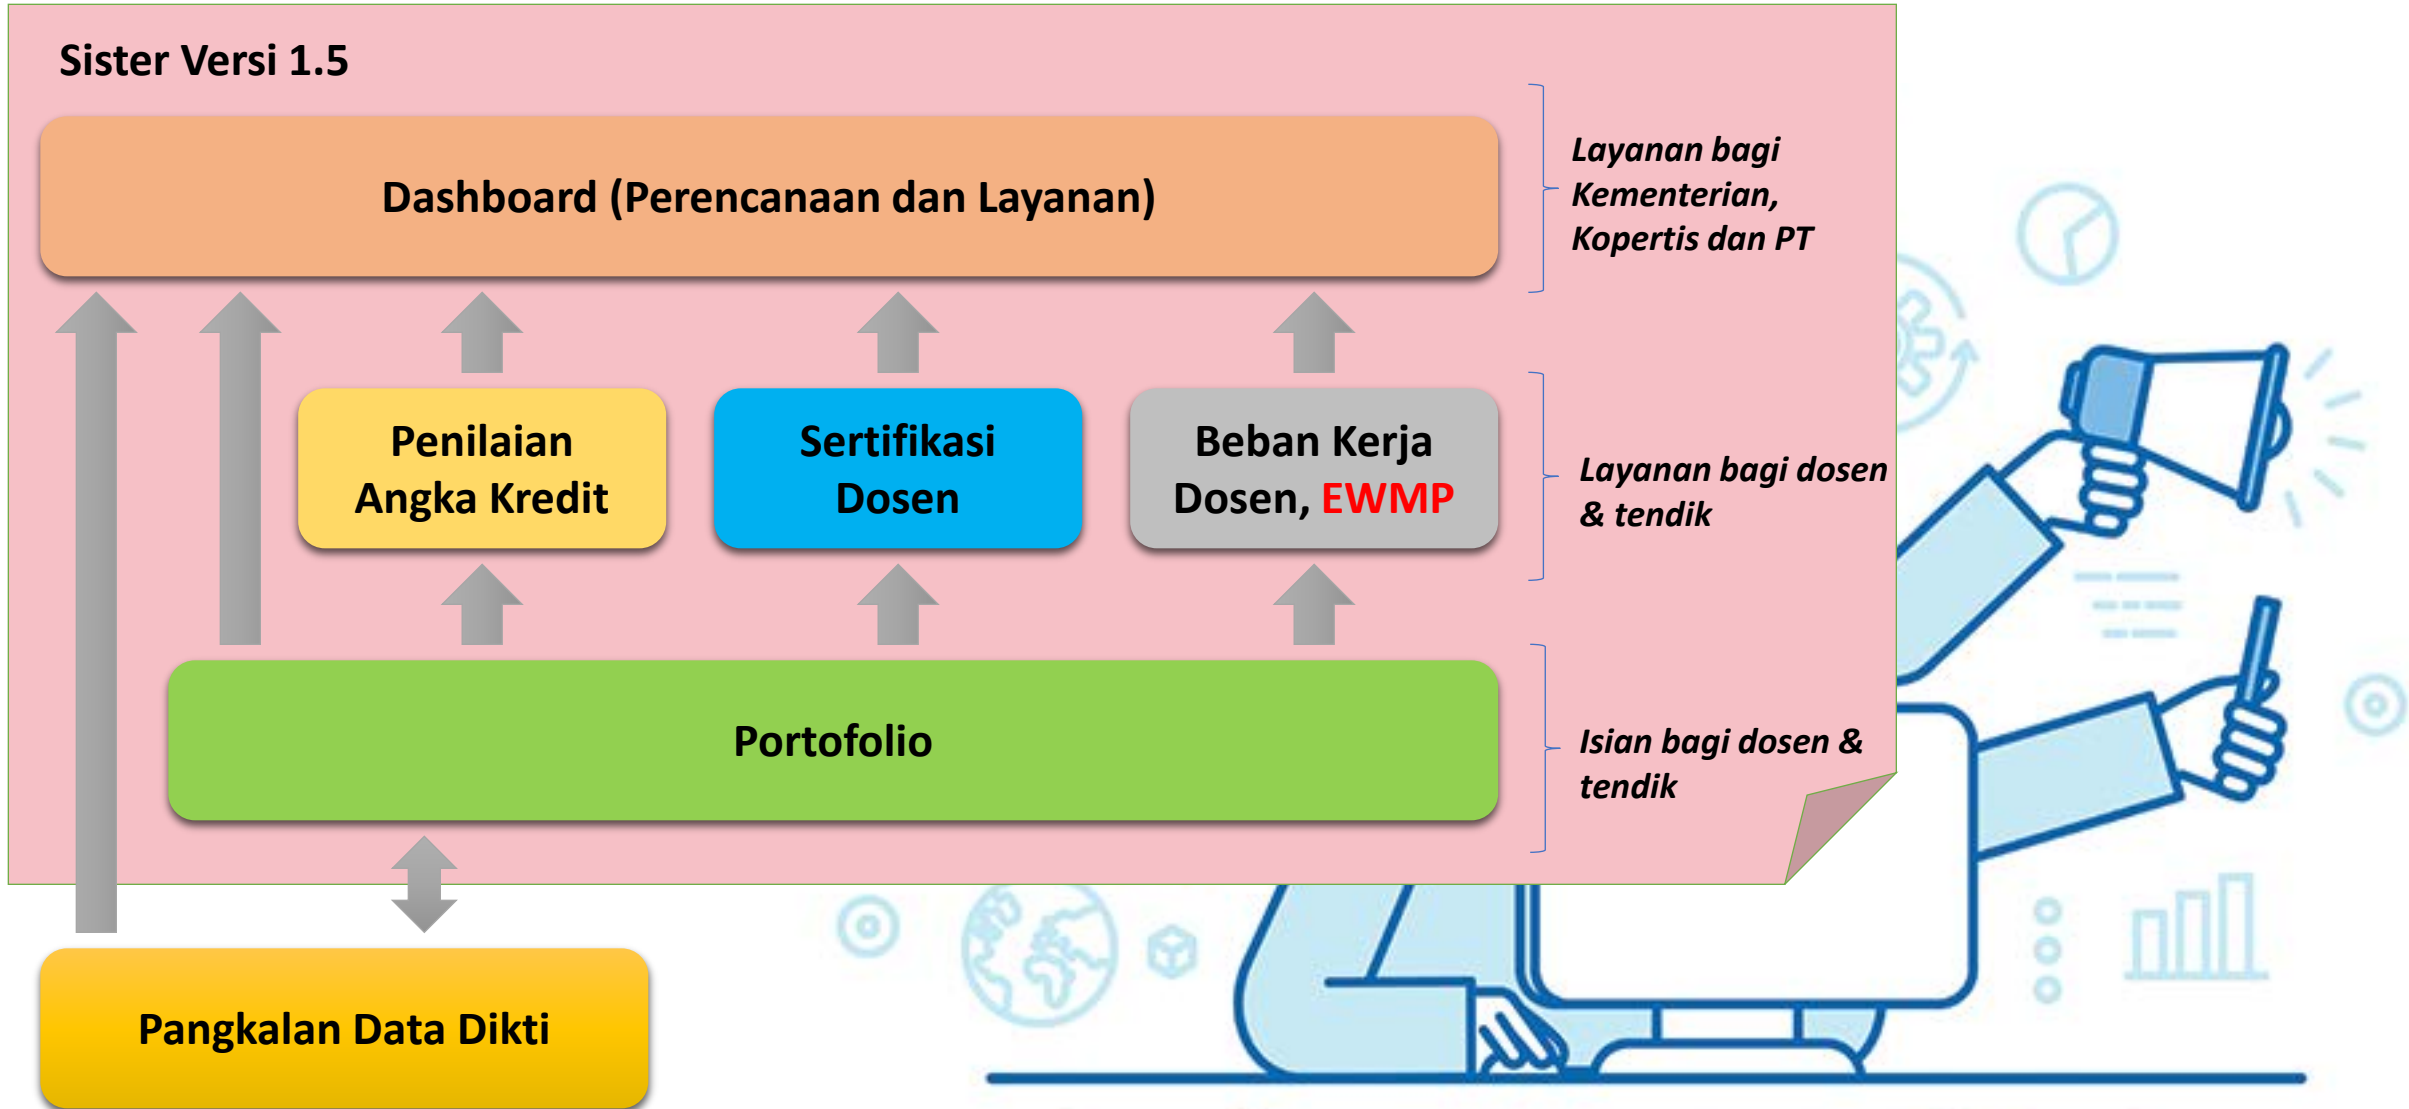 Sister Versi 1.5
Dashboard (Perencanaan dan Layanan)
Layanan bagi
Kementerian,
Kopertis dan PT
Penilaian
Angka Kredit
Sertifikasi
Dosen
Beban Kerja
Dosen, EWMP
Layanan bagi dosen
& tendik
Portofolio
Isian bagi dosen &
tendik
Pangkalan Data Dikti